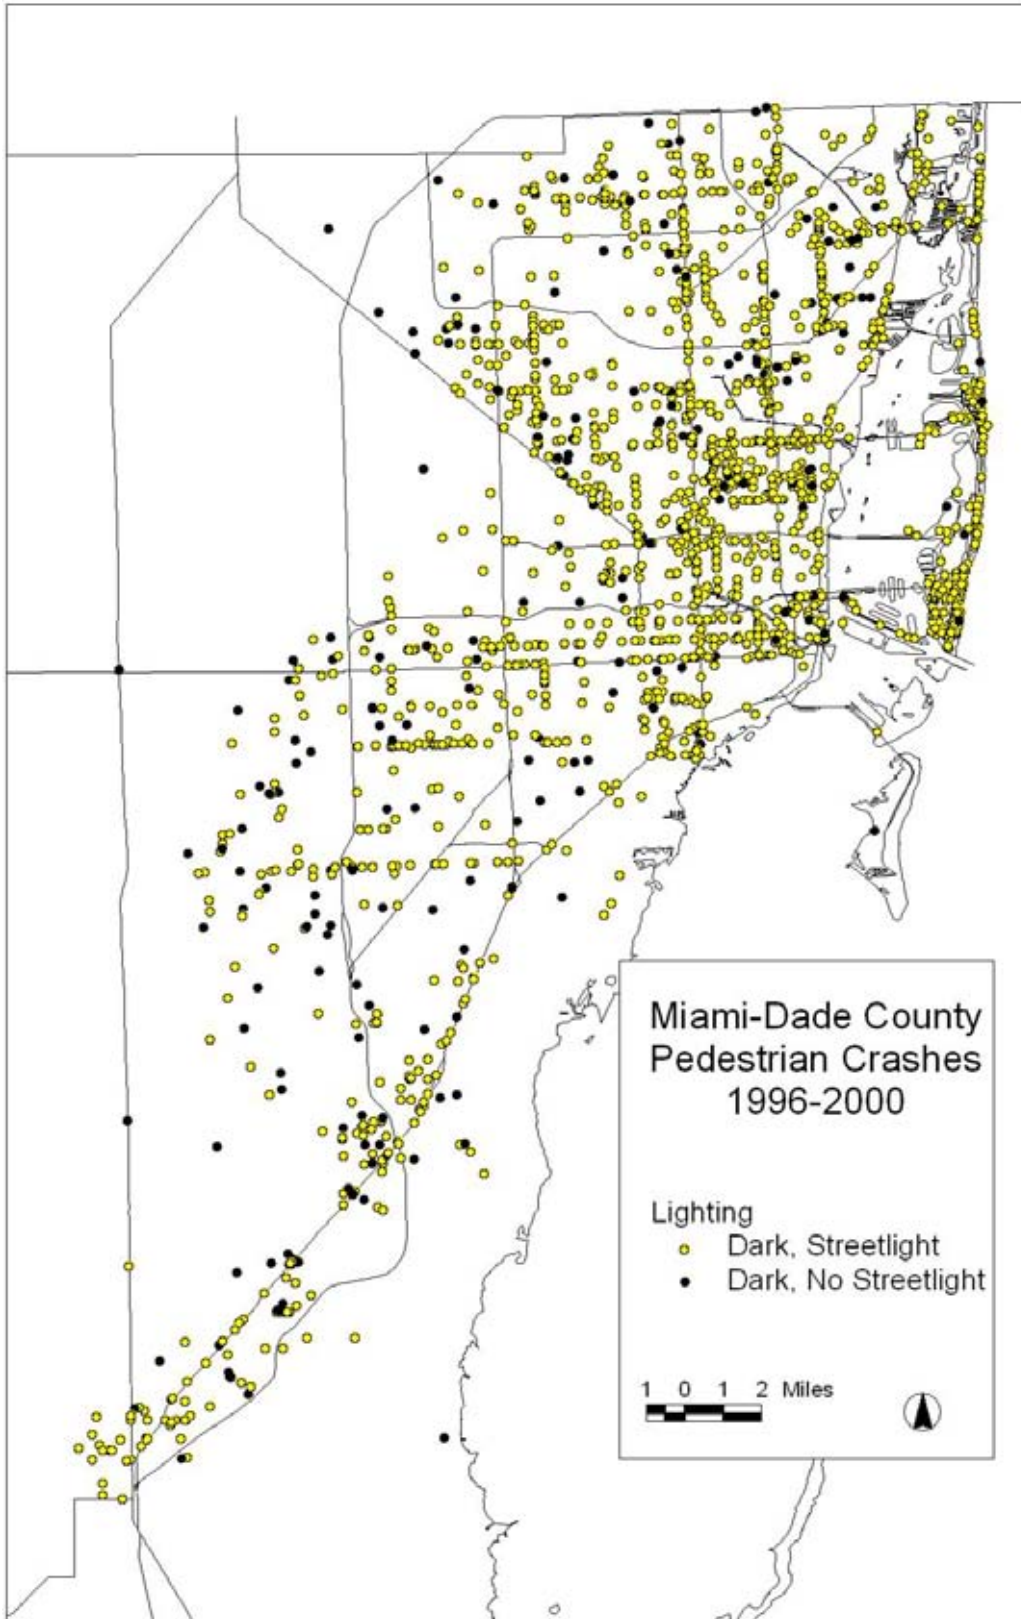 Miami-Dade County
Pedestrian Crashes
1996-2000
Lighting
Dark, Streetlight
Dark, No Streetlight
1 0 1 2 Miles